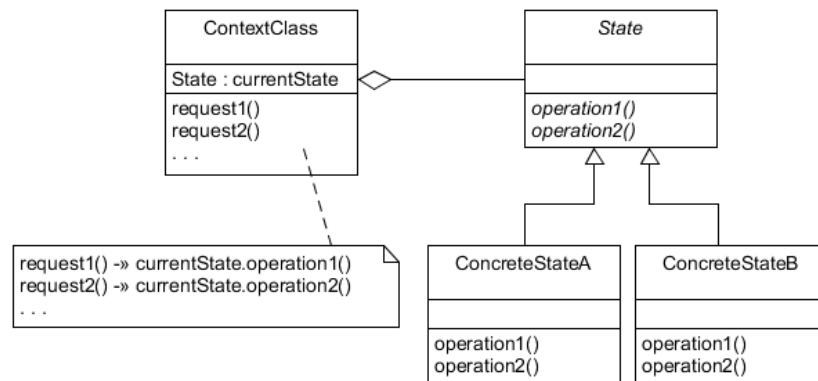 ContextClass
State : currentState
request1()
request2()
. . .
State
operation1()
operation2()
request1() -» currentState.operation1()
request2() -» currentState.operation2()
. . .
ConcreteStateA
operation1()
operation2()
ConcreteStateB
operation1()
operation2()